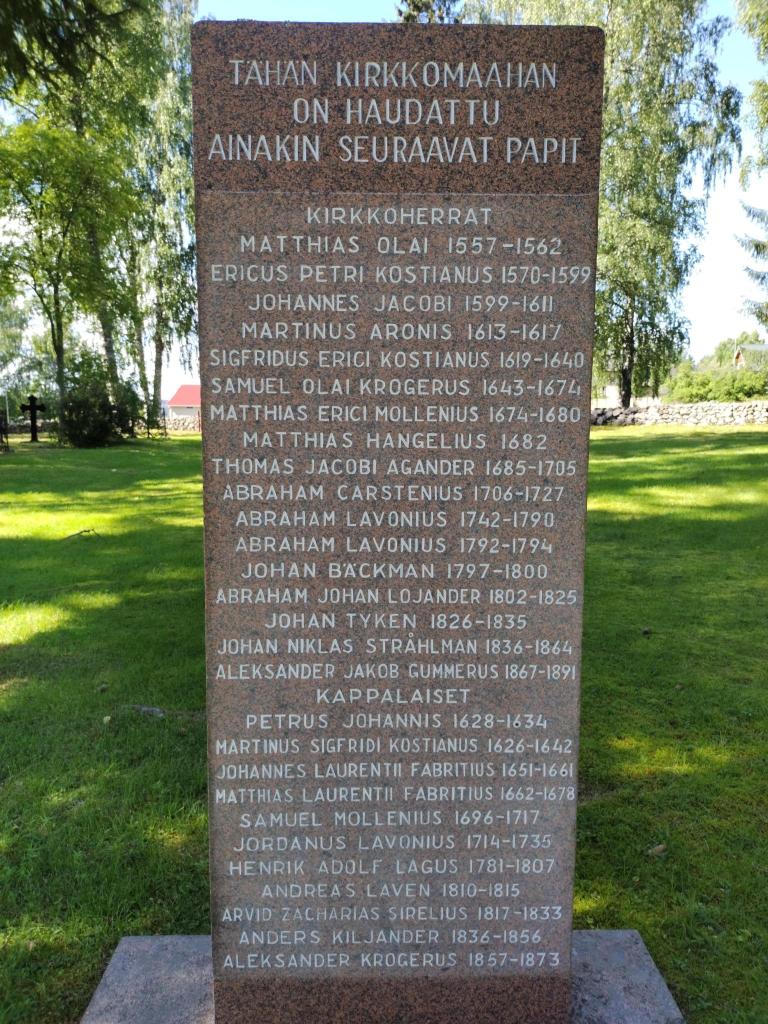 TÄHÄN KIRKKOMAAHAN
ON HAUDATTU
AINAKIN SEURAAVAT PAPIT
KIRKKOHERRAT
MATTHIAS OLAI 1557-1562
ERICUS PETRI KOSTIANUS 1570-1599
JOHANNES JACOBI 1599-1611
MARTINUS ARONIS 1613-1617
SIGFRIDUS ERICI KOSTIANUS 1619-1640
SAMUEL OLAI KROGERUS 1643-1674
MATTHIAS ERICI MOLLENIUS 1674-1680
MATTHIAS HANGELIUS 1682
THOMAS JACOBI AGANDER 1685-1705
ABRAHAM CARSTENIUS 1706-1727
ABRAHAM LAVONIUS 1742-1790
ABRAHAM LAVONIUS 1792-1794
JOHAN BÄCKMAN 1797-1800
ABRAHAM JOHAN LOJANDER 1802-1825
JOHAN TYKEN 1826-1835
JOHAN NIKLAS STRÅHLMAN 1836-1864
ALEKSANDER JAKOB GUMMERUS 1867-1891
KAPPALAISET
PETRUS JOHANNIS 1628-1634
MARTINUS SIGFRIDI KOSTIANUS 1626-1642
JOHANNES LAURENTII FABRITIUS 1651-1661
MATTHIAS LAURENTII FABRITIUS 1662-1678
SAMUEL MOLLENIUS 1696-1717
JORDANUS LAVONIUS 1714-1735
HENRIK ADOLF LAGUS 1781-1807
ANDREAS LAVEN 1810-1815
ARVID ZACHARIAS SIRELIUS 1817-1833
ANDERS KILJANDER 1836-1856
ALEKSANDER KROGERUS 1857-1873